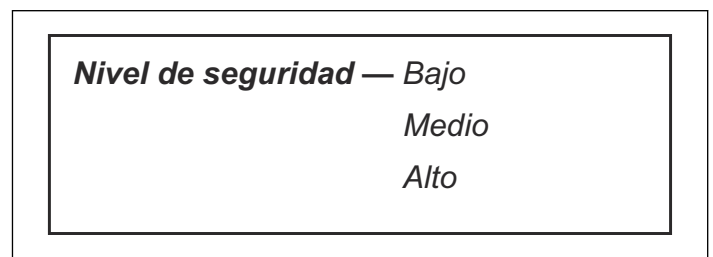 Nivel de seguridad — Bajo
Medio
Alto